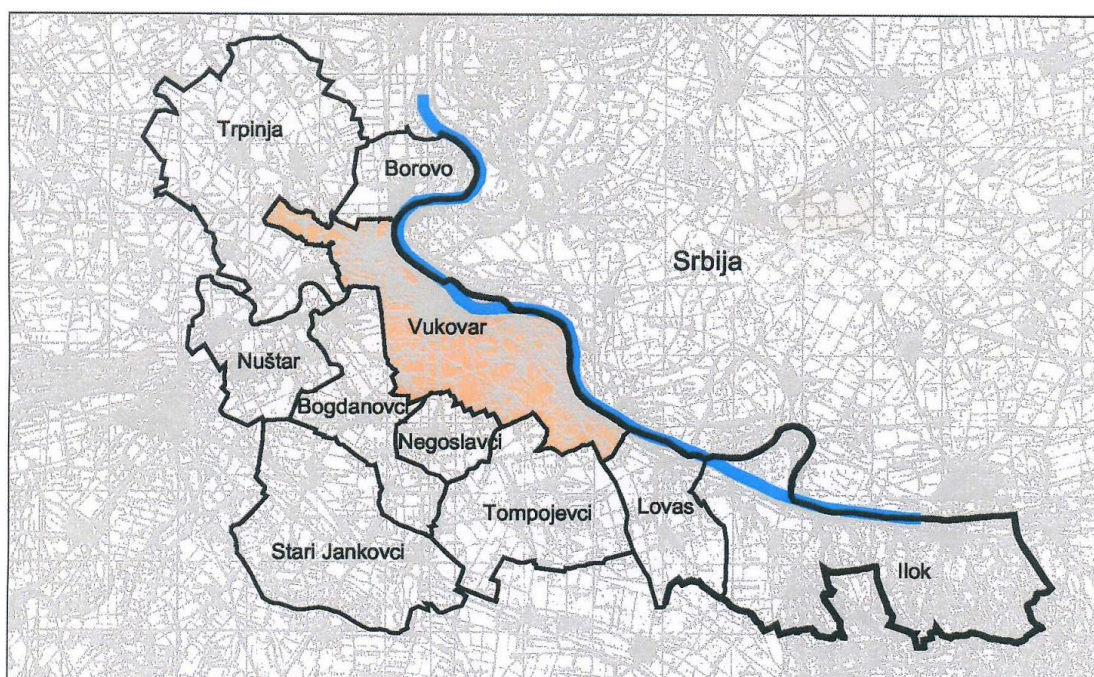 Trpinja
Borovo
Srbija
Vukovar
Nuštar
Bogdanovci
Negoslavci
Tompojevci
Lovas
Stari Jankovci
Ilok